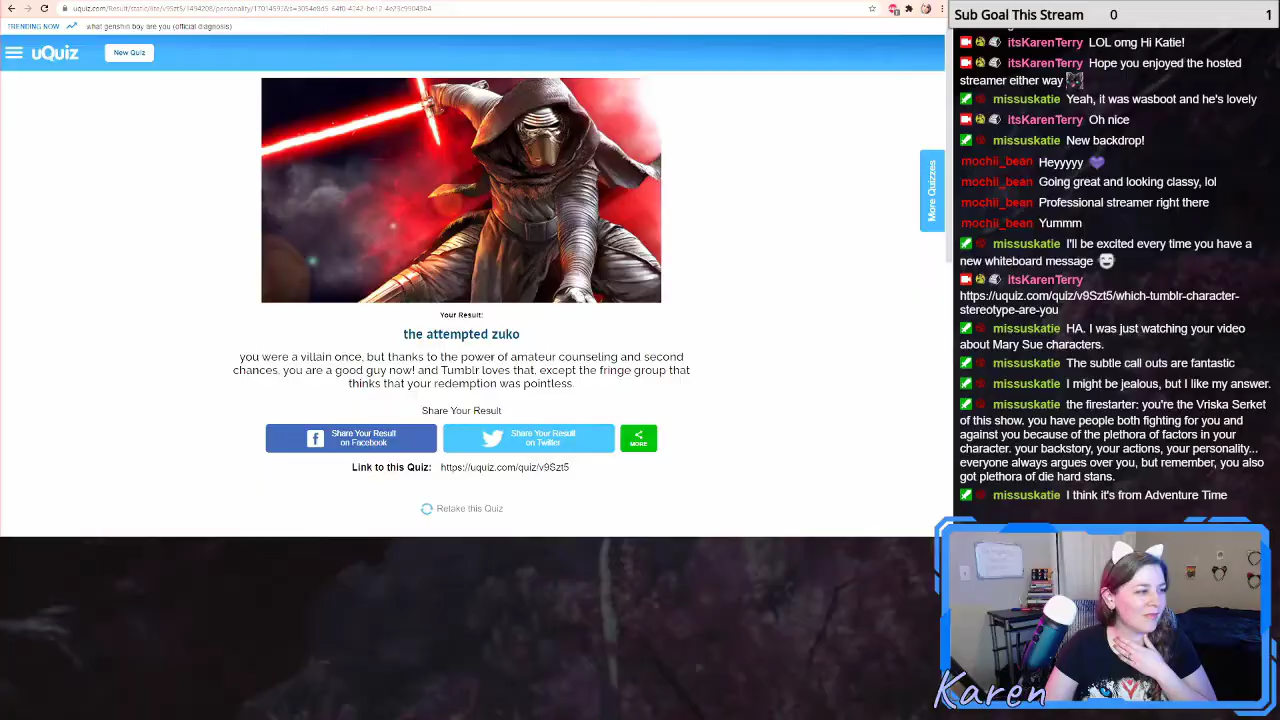 TRENDING NOW what genshin boy are you (official diagnosis)
uQuiz New Quiz
More Quizzes
Your Result:
the attempted zuko
you were a villain once, but thanks to the power of amateur counseling and second
chances, you are a good guy now! and Tumblr loves that, except the fringe group that
thinks that your redemption was pointless.
Share Your Result
Share Your Result
on Facebook
Share Your Result
on Twitter
MORE
Link to this Quiz: https://uquiz.com/quiz/v9Szt5
Retake this Quiz
Sub Goal This Stream 0 1
itsKarenTerry LOL omg Hi Katie!
itsKarenTerry Hope you enjoyed the hosted
streamer either way
missuskatie Yeah, it was wasboot and he's lovely
itsKarenTerry Oh nice
missuskatie New backdrop!
mochii_bean Heyyyyy
mochii_bean Going great and looking classy, lol
mochii_bean Professional streamer right there
mochii_bean Yummm
missuskatie I'll be excited every time you have a
new whiteboard message
itsKarenTerry
https://uquiz.com/quiz/v9Szt5/which-tumblr-character-
stereotype-are-you
missuskatie HA. I was just watching your video
about Mary Sue characters.
missuskatie The subtle call outs are fantastic
missuskatie I might be jealous, but I like my answer.
missuskatie the firestarter: you're the Vriska Serket
of this show. you have people both fighting for you and
against you because of the plethora of factors in your
character. your backstory, your actions, your personality...
everyone always argues over you, but remember, you also
got plethora of die hard stans.
missuskatie I think it's from Adventure Time
Karen